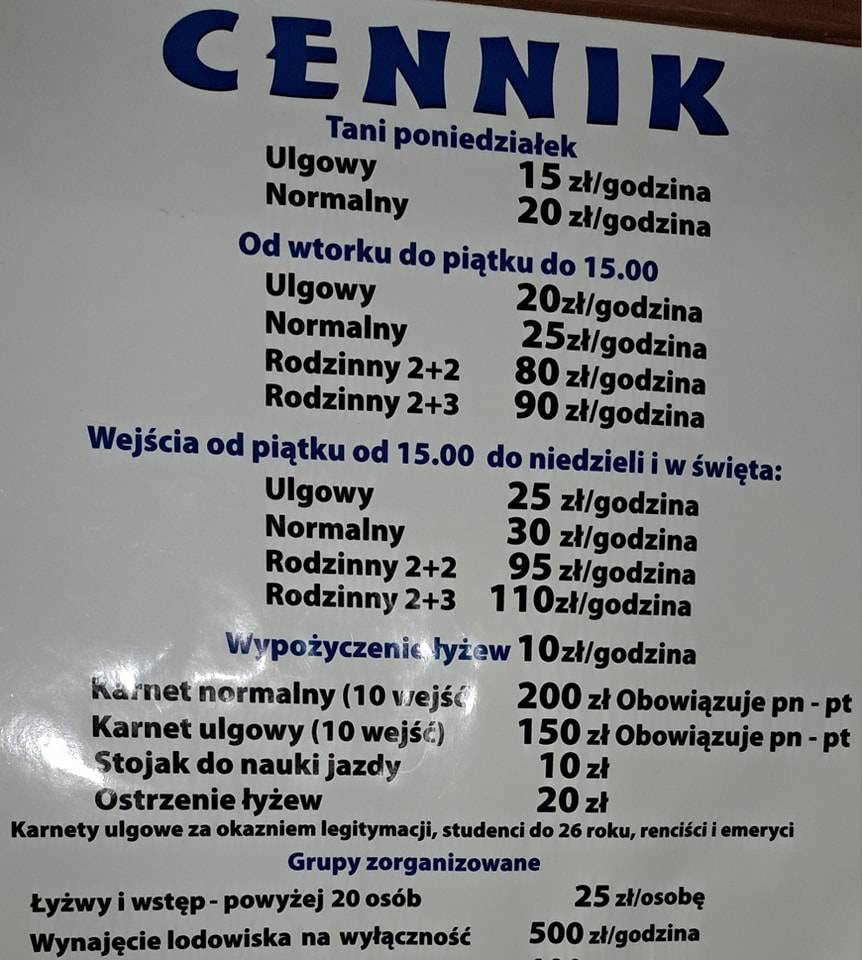 CENNIK
Tani poniedziałek
Ulgowy 15 zł/godzina
Normalny 20 zł/godzina
Od wtorku do piątku do 15.00
Ulgowy 20zł/godzina
Normalny 25zł/godzina
Rodzinny 2+2 80 zł/godzina
Rodzinny 2+3 90 zł/godzina
Wejścia od piątku od 15.00 do niedzieli i w święta:
Ulgowy 25 zł/godzina
Normalny 30 zł/godzina
Rodzinny 2+2 95 zł/godzina
Rodzinny 2+3 110zł/godzina
Wypożyczenie łyżew 10zł/godzina
Karnet normalny (10 wejść 200 zł Obowiązuje pn - pt
Karnet ulgowy (10 wejść) 150 zł Obowiązuje pn - pt
Stojak do nauki jazdy 10 zł
Ostrzenie łyżew 20 zł
Karnety ulgowe za okazniem legitymacji, studenci do 26 roku, renciści i emeryci
Grupy zorganizowane
Łyżwy i wstęp - powyżej 20 osób 25 zł/osobę
Wynajęcie lodowiska na wyłączność 500 zł/godzina